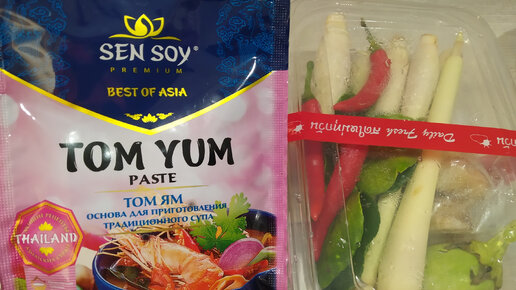 SEN SOY®
PREMIUM
BEST OF ASIA
TOM YUM
PASTE
ТОМ ЯМ
ОСНОВА ДЛЯ ПРИГОТОВЛЕНИЯ
ТРАДИЦИОННОГО СУПА
THAILAND
Daily Fresh